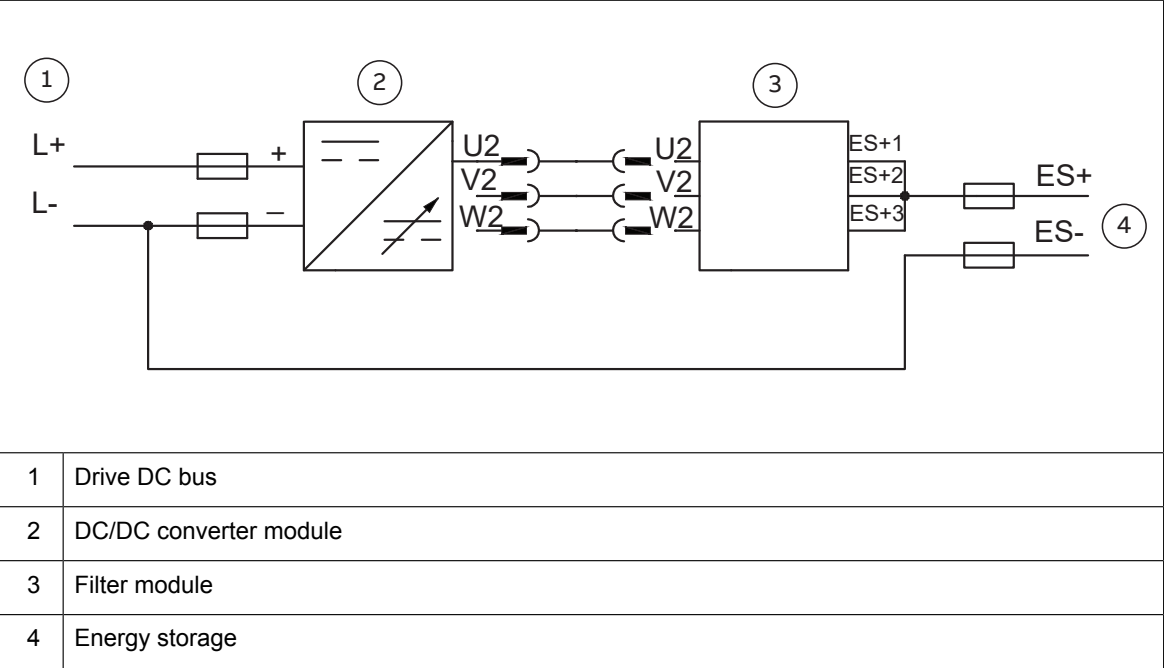 1
2
3
L+
+
U2
U2
ES+1
V2
V2
ES+2
ES+
L-
–
W2
W2
ES+3
ES-
4
1 Drive DC bus
2 DC/DC converter module
3 Filter module
4 Energy storage